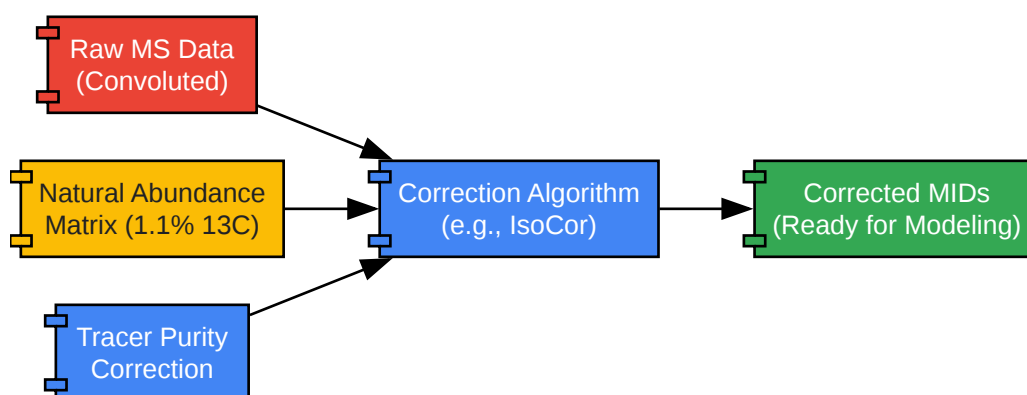 Raw MS Data
(Convoluted)
Natural Abundance
Matrix (1.1% 13C)
Correction Algorithm
(e.g., IsoCor)
Corrected MIDs
(Ready for Modeling)
Tracer Purity
Correction